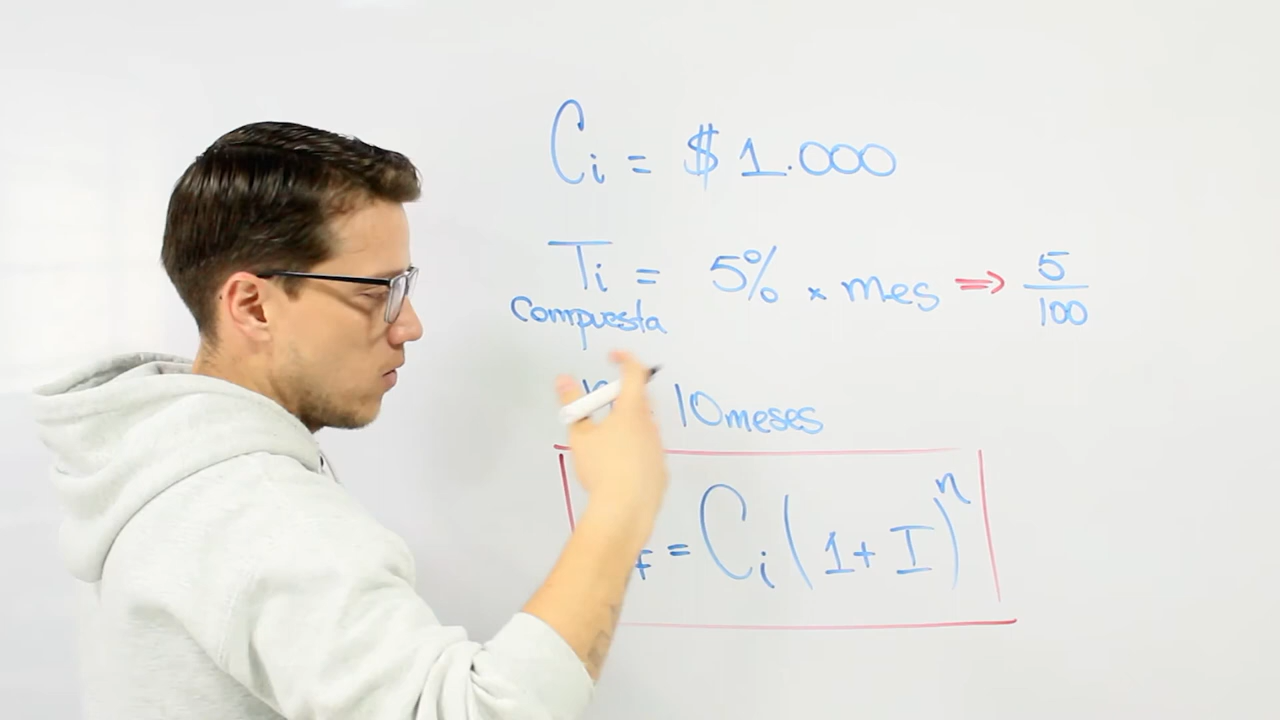 Ci = $ 1.000
Ti = 5% x mes ⇒ 5/100
Compuesta
10 meses
F = Ci (1 + I)^n